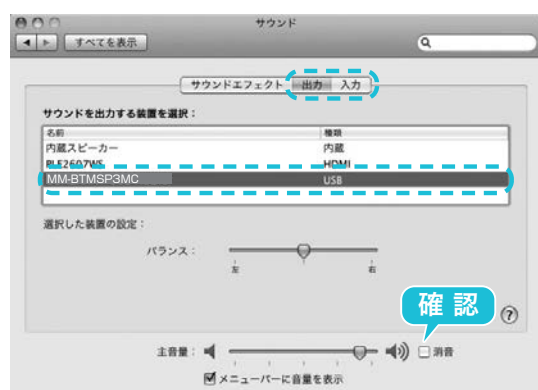 サウンド
すべてを表示
サウンドエフェクト 出力 入力
サウンドを出力する装置を選択：
名前 種類
内蔵スピーカー 内蔵
PLE2607WS HDMI
MM-BTMSP3MC USB
選択した装置の設定：
バランス：
左 右
確認
?
主音量： 消音
メニューバーに音量を表示